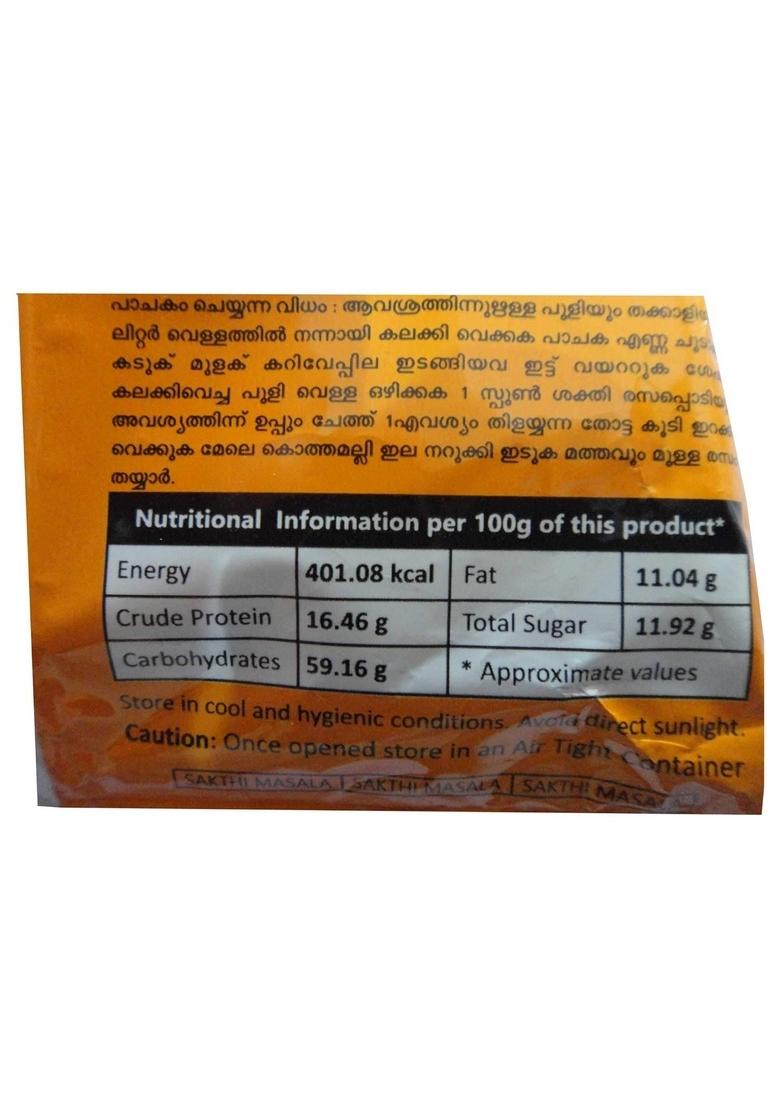 പാചകം ചെയ്യന്ന വിധം : ആവശ്രത്തിന്നുള്ള പൂളിയും തക്കാളി
ലിറ്റർ വെള്ളത്തിൽ നന്നായി കലക്കി വെക്കക പാചക എണ്ണ
കടുക് മുളക് കറിവേപ്പില ഇടങ്ങിയവ ഇട്ട് വയററുക
കലക്കിവെച്ച പൂളി വെള്ള ഒഴിക്കക 1 സ്പൂൺ ശക്തി
അവശ്യത്തിന്ന് ഉപ്പും ചേത്ത് 1എവശ്യം തിളയ്യന്ന തോട്ട കൂടി
വെക്കുക മേലെ കൊത്തമല്ലി ഇല നറുക്കി ഇടുക മത്തവൂം മൂള്ള
തയ്യാർ.
Nutritional Information per 100g of this product*
Energy 401.08 kcal Fat 11.04 g
Crude Protein 16.46 g Total Sugar 11.92 g
Carbohydrates 59.16 g * Approximate values
Store in cool and hygienic conditions. Avoid direct sunlight.
Caution: Once opened store in an Air Tight Container
SAKTHI MASALA | SAKTHI MASALA | SAKTHI MASALA